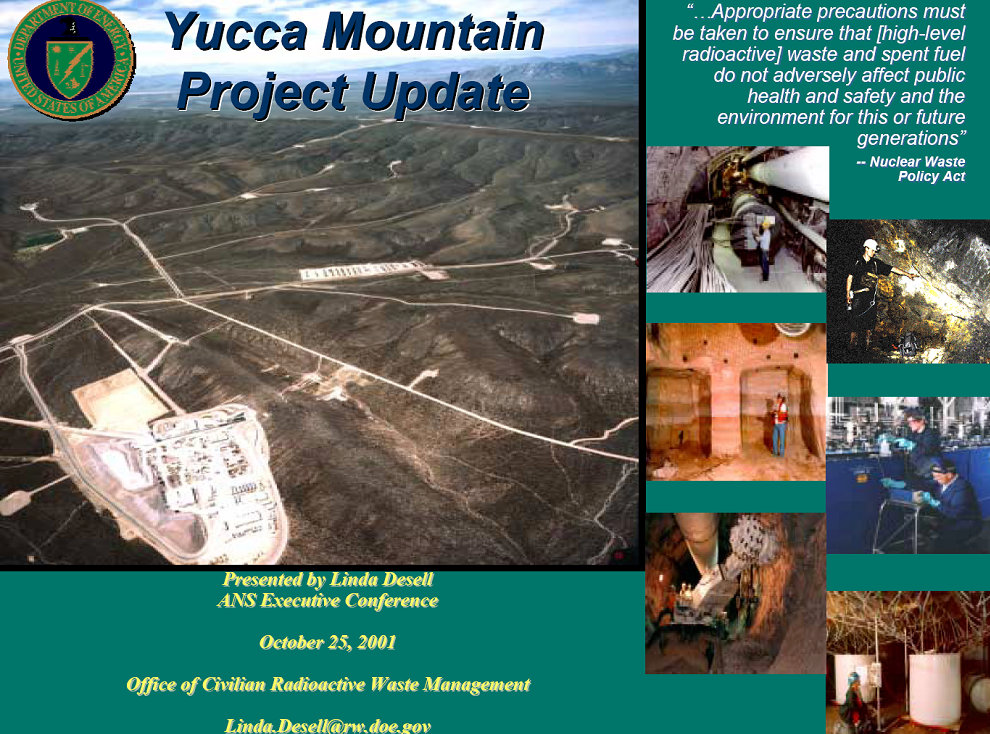 DEPARTMENT OF ENERGY
UNITED STATES OF AMERICA
Yucca Mountain
Project Update
“…Appropriate precautions must
be taken to ensure that [high-level
radioactive] waste and spent fuel
do not adversely affect public
health and safety and the
environment for this or future
generations”
-- Nuclear Waste
Policy Act
Presented by Linda Desell
ANS Executive Conference
October 25, 2001
Office of Civilian Radioactive Waste Management
Linda.Desell@rw.doe.gov